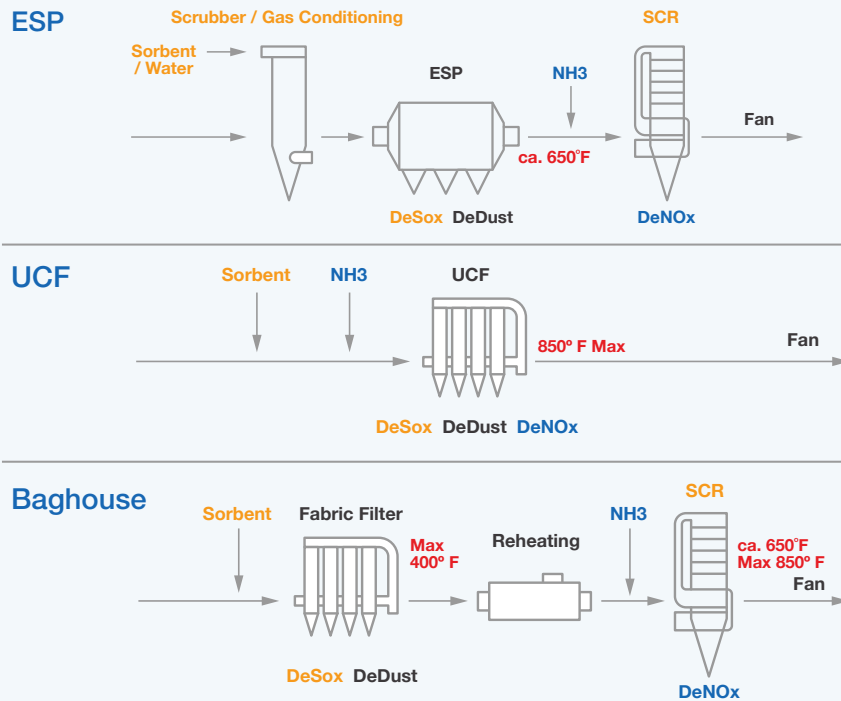 ESP
Scrubber / Gas Conditioning
SCR
Sorbent
/ Water
ESP
NH3
Fan
ca. 650°F
DeSox DeDust
DeNOx
UCF
Sorbent
NH3
UCF
850º F Max
Fan
DeSox DeDust DeNOx
Baghouse
SCR
Sorbent
Fabric Filter
NH3
Max
400º F
Reheating
ca. 650°F
Max 850º F
Fan
DeSox DeDust
DeNOx